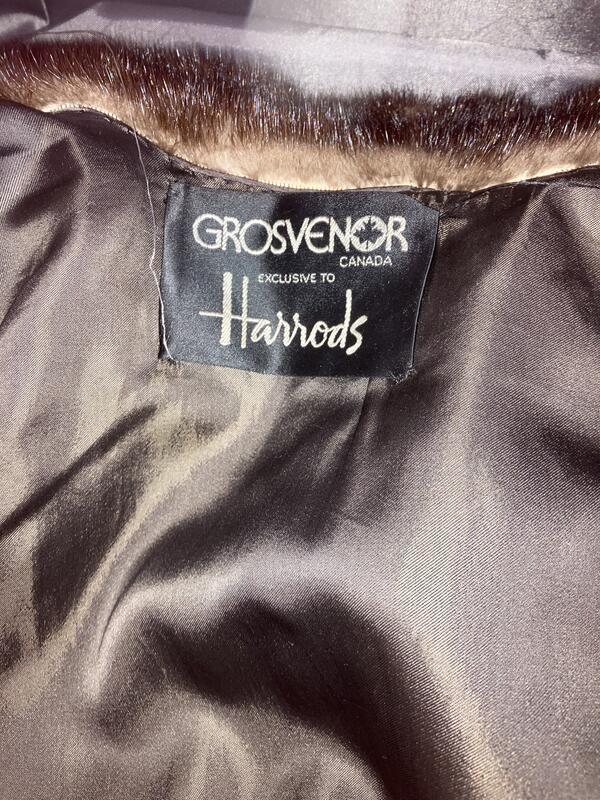 GROSVENOR
CANADA
EXCLUSIVE TO
Harrods